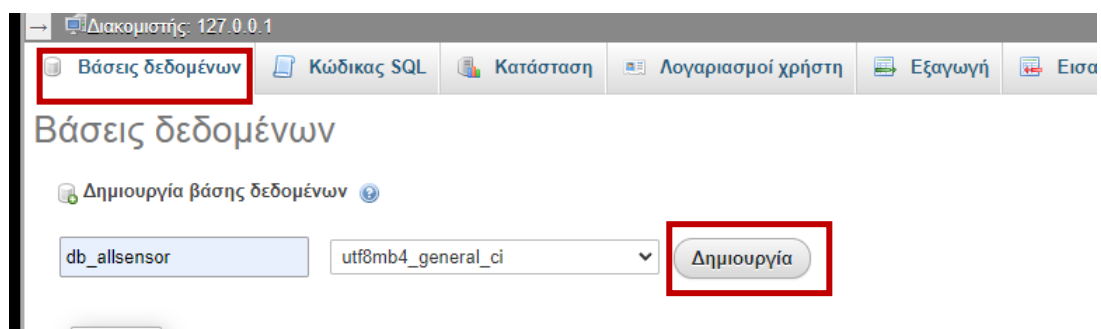 Διακομιστής: 127.0.0.1
Βάσεις δεδομένων Κώδικας SQL Κατάσταση Λογαριασμοί χρήστη Εξαγωγή
Βάσεις δεδομένων
Δημιουργία βάσης δεδομένων
db_allsensor utf8mb4_general_ci Δημιουργία